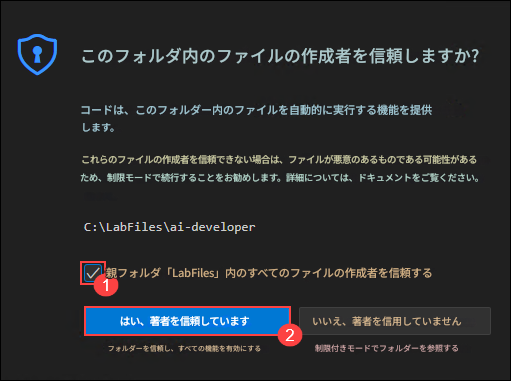 このフォルダ内のファイルの作成者を信頼しますか?
コードは、このフォルダー内のファイルを自動的に実行する機能を提供
します。
これらのファイルの作成者を信頼できない場合は、ファイルが悪意のあるものである可能性がある
ため、制限モードで続行することをお勧めします。詳細については、ドキュメントをご覧ください。
C:\LabFiles\ai-developer
親フォルダ「LabFiles」内のすべてのファイルの作成者を信頼する
1
はい、著者を信頼しています
2
いいえ、著者を信用していません
フォルダーを信頼し、すべての機能を有効にする
制限付きモードでフォルダーを参照する